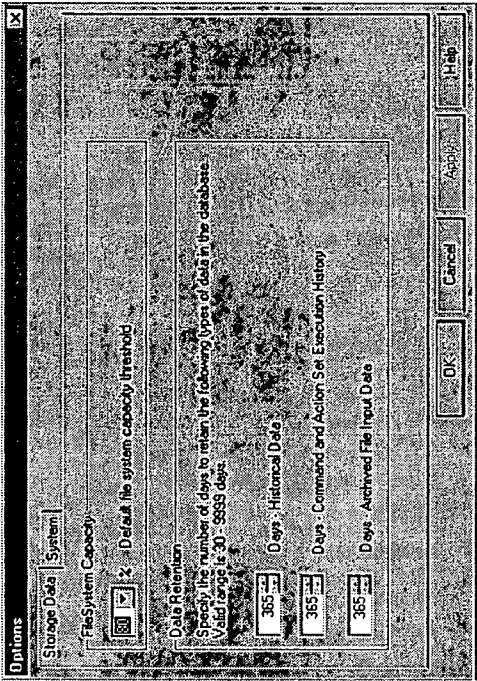 Options
Storage Data System
FileSystem Capacity
80 % - Default file system capacity threshold
Data Retention
Specify the number of days to retain the following types of data in the database.
Valid range is 30 - 9999 days.
365 Days - Historical Data
365 Days - Command and Action Set Execution History
365 Days - Archived File Input Data
OK Cancel Apply Help